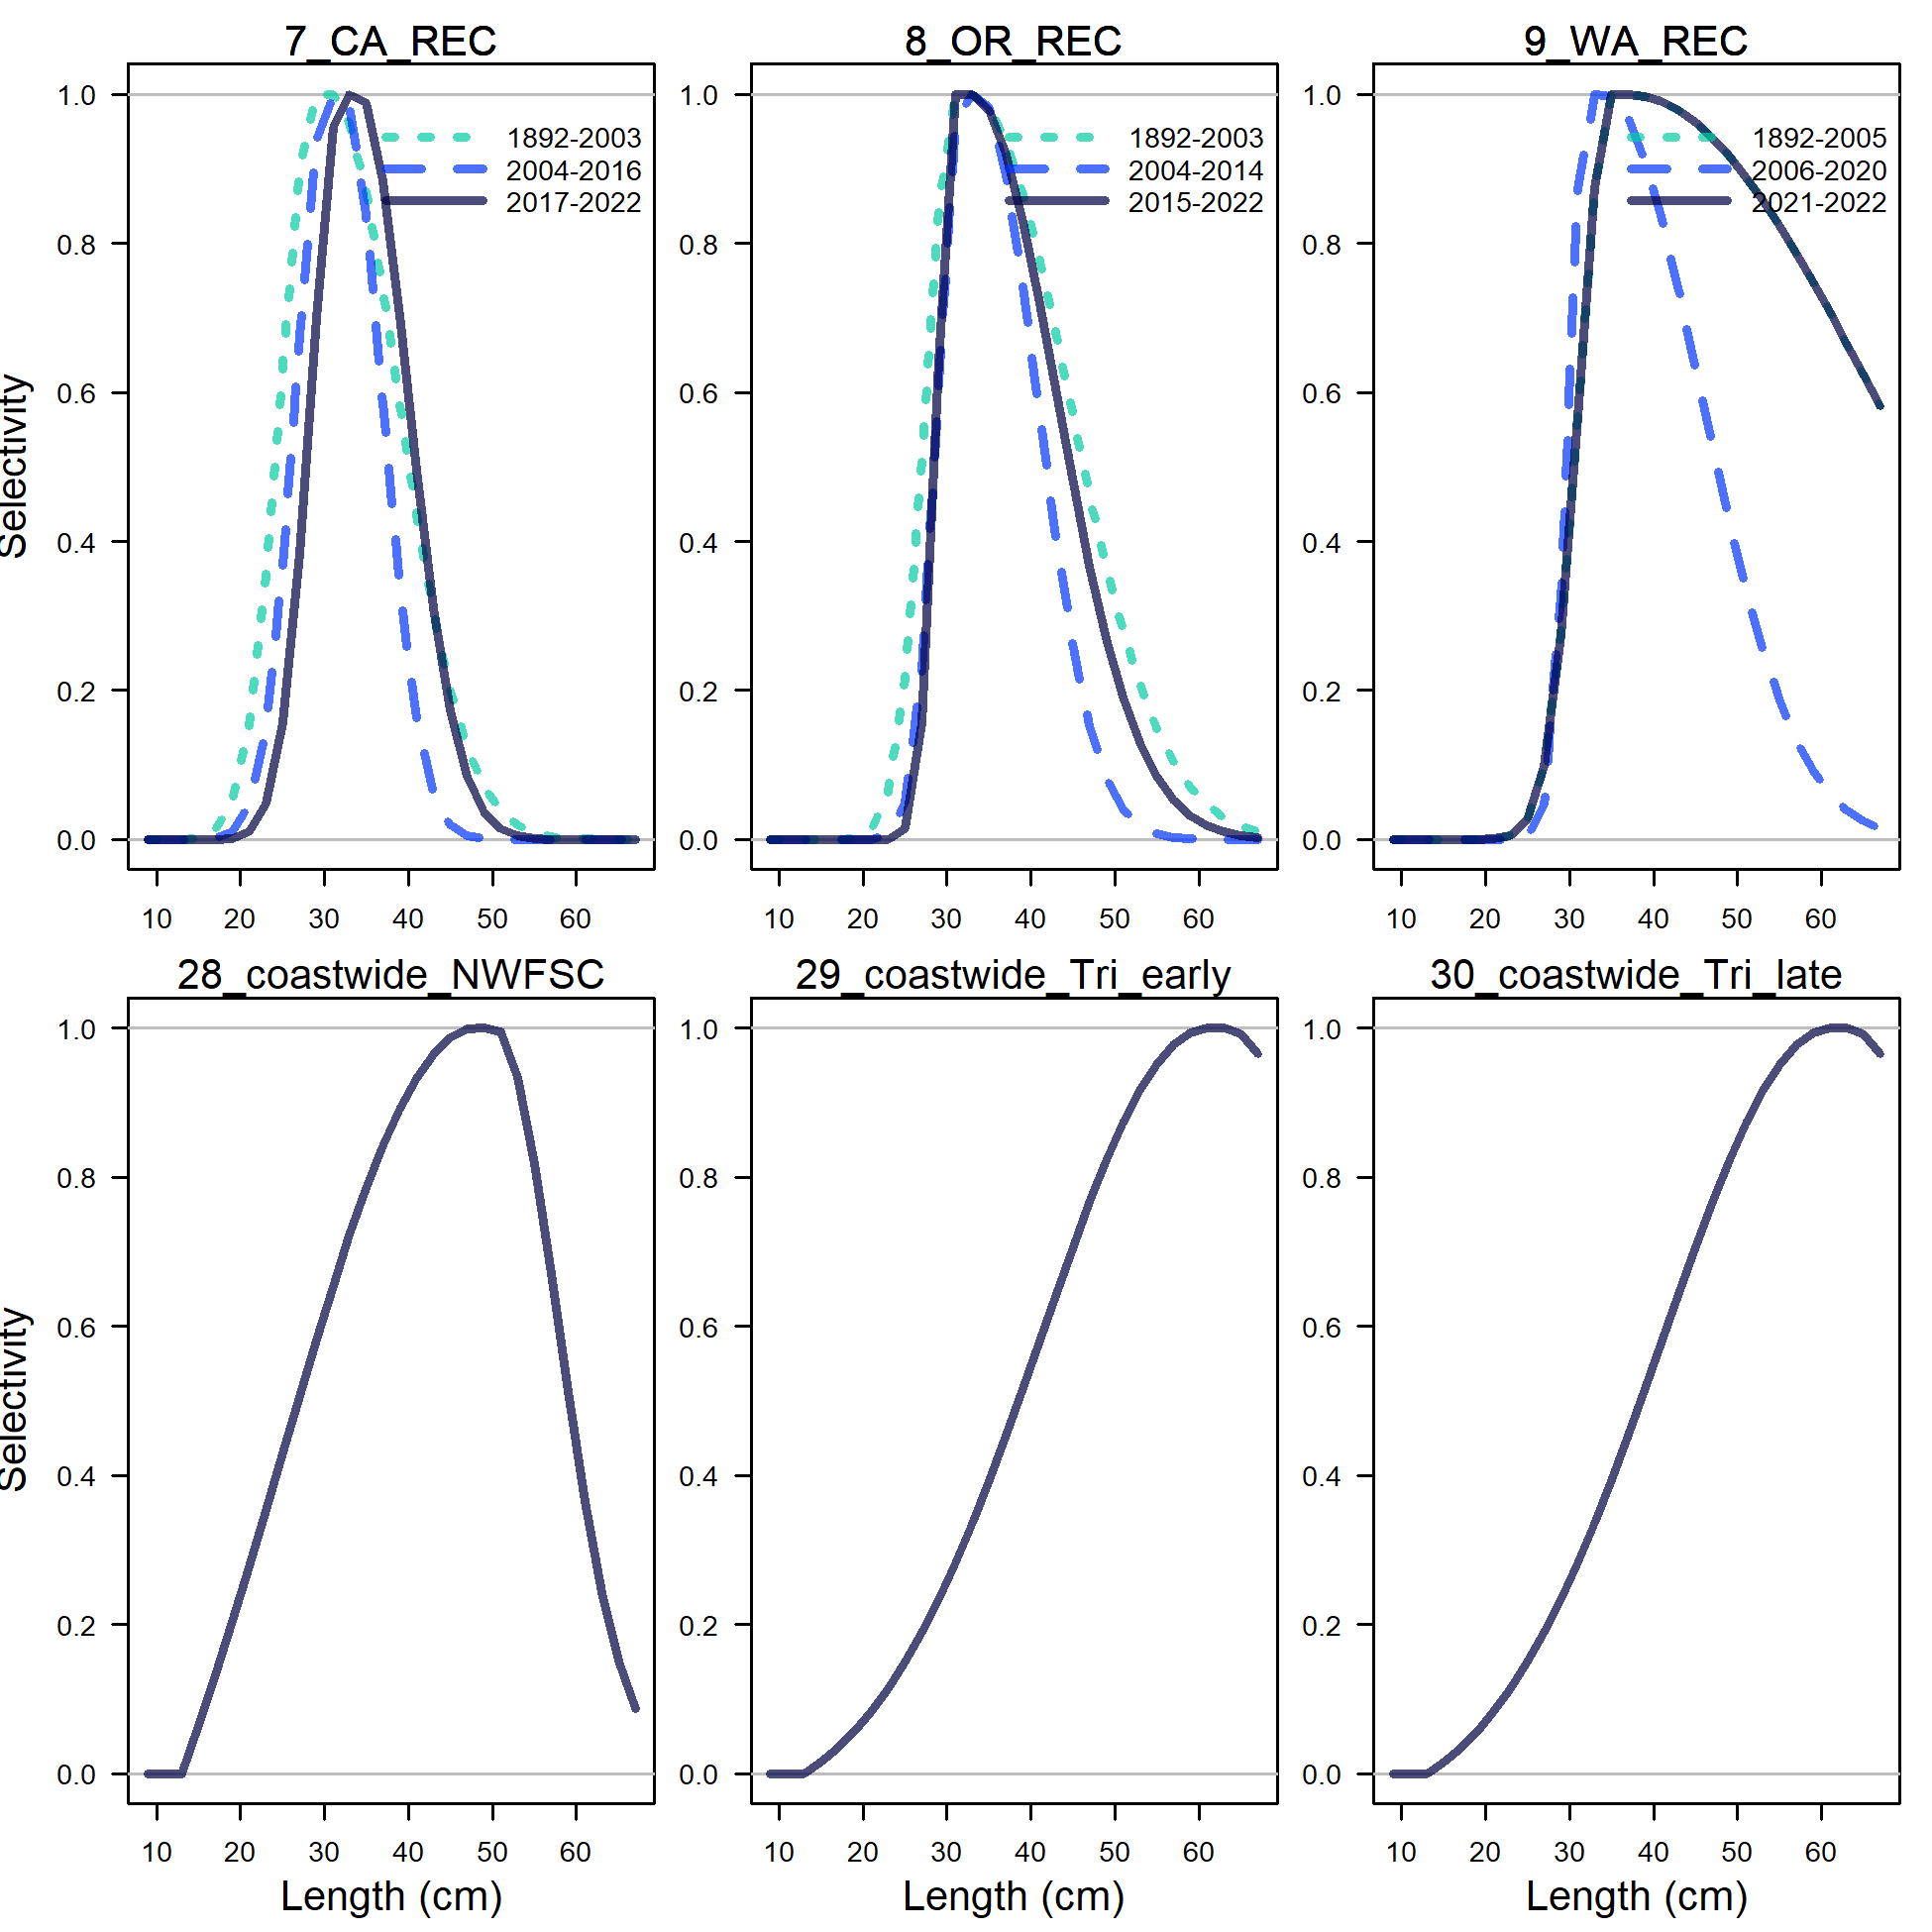 7_CA_REC
8_OR_REC
9_WA_REC
Selectivity
1.0
0.8
0.6
0.4
0.2
0.0
1892-2003
2004-2016
2017-2022
10 20 30 40 50 60
1.0
0.8
0.6
0.4
0.2
0.0
1892-2003
2004-2014
2015-2022
10 20 30 40 50 60
1.0
0.8
0.6
0.4
0.2
0.0
1892-2005
2006-2020
2021-2022
10 20 30 40 50 60
28_coastwide_NWFSC
29_coastwide_Tri_early
30_coastwide_Tri_late
Selectivity
1.0
0.8
0.6
0.4
0.2
0.0
10 20 30 40 50 60
Length (cm)
1.0
0.8
0.6
0.4
0.2
0.0
10 20 30 40 50 60
Length (cm)
1.0
0.8
0.6
0.4
0.2
0.0
10 20 30 40 50 60
Length (cm)